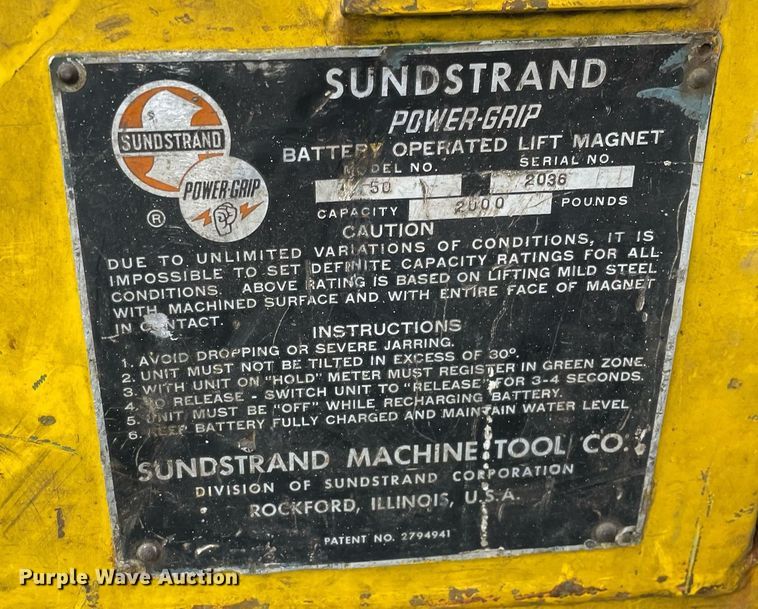 SUNDSTRAND
POWER-GRIP
BATTERY OPERATED LIFT MAGNET
SUNDSTRAND
POWER-GRIP
®
MODEL NO. SERIAL NO.
50 2036
CAPACITY 2000 POUNDS
CAUTION
DUE TO UNLIMITED VARIATIONS OF CONDITIONS, IT IS
IMPOSSIBLE TO SET DEFINITE CAPACITY RATINGS FOR ALL
CONDITIONS. ABOVE RATING IS BASED ON LIFTING MILD STEEL
WITH MACHINED SURFACE AND WITH ENTIRE FACE OF MAGNET
IN CONTACT.
INSTRUCTIONS
1. AVOID DROPPING OR SEVERE JARRING.
2. UNIT MUST NOT BE TILTED IN EXCESS OF 30°.
3. WITH UNIT ON "HOLD" METER MUST REGISTER IN GREEN ZONE.
4. TO RELEASE - SWITCH UNIT TO "RELEASE" FOR 3-4 SECONDS.
5. UNIT MUST BE "OFF" WHILE RECHARGING BATTERY.
6. KEEP BATTERY FULLY CHARGED AND MAINTAIN WATER LEVEL
SUNDSTRAND MACHINE TOOL CO.
DIVISION OF SUNDSTRAND CORPORATION
ROCKFORD, ILLINOIS, U.S.A.
PATENT NO. 2794941
Purple Wave Auction